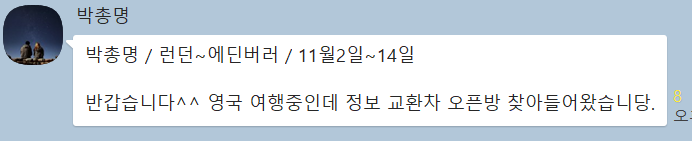 박총명
박총명 / 런던~에딘버러 / 11월2일~14일
반갑습니다^^ 영국 여행중인데 정보 교환차 오픈방 찾아들어왔습니당.
8